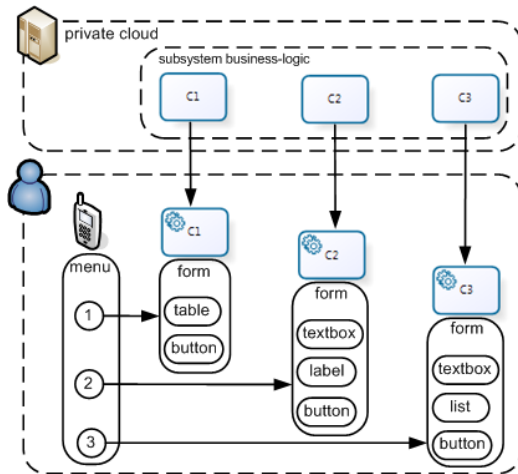 private cloud
subsystem business-logic
C1
C2
C3
menu
1
2
3
C1
form
table
button
C2
form
textbox
label
button
C3
form
textbox
list
button